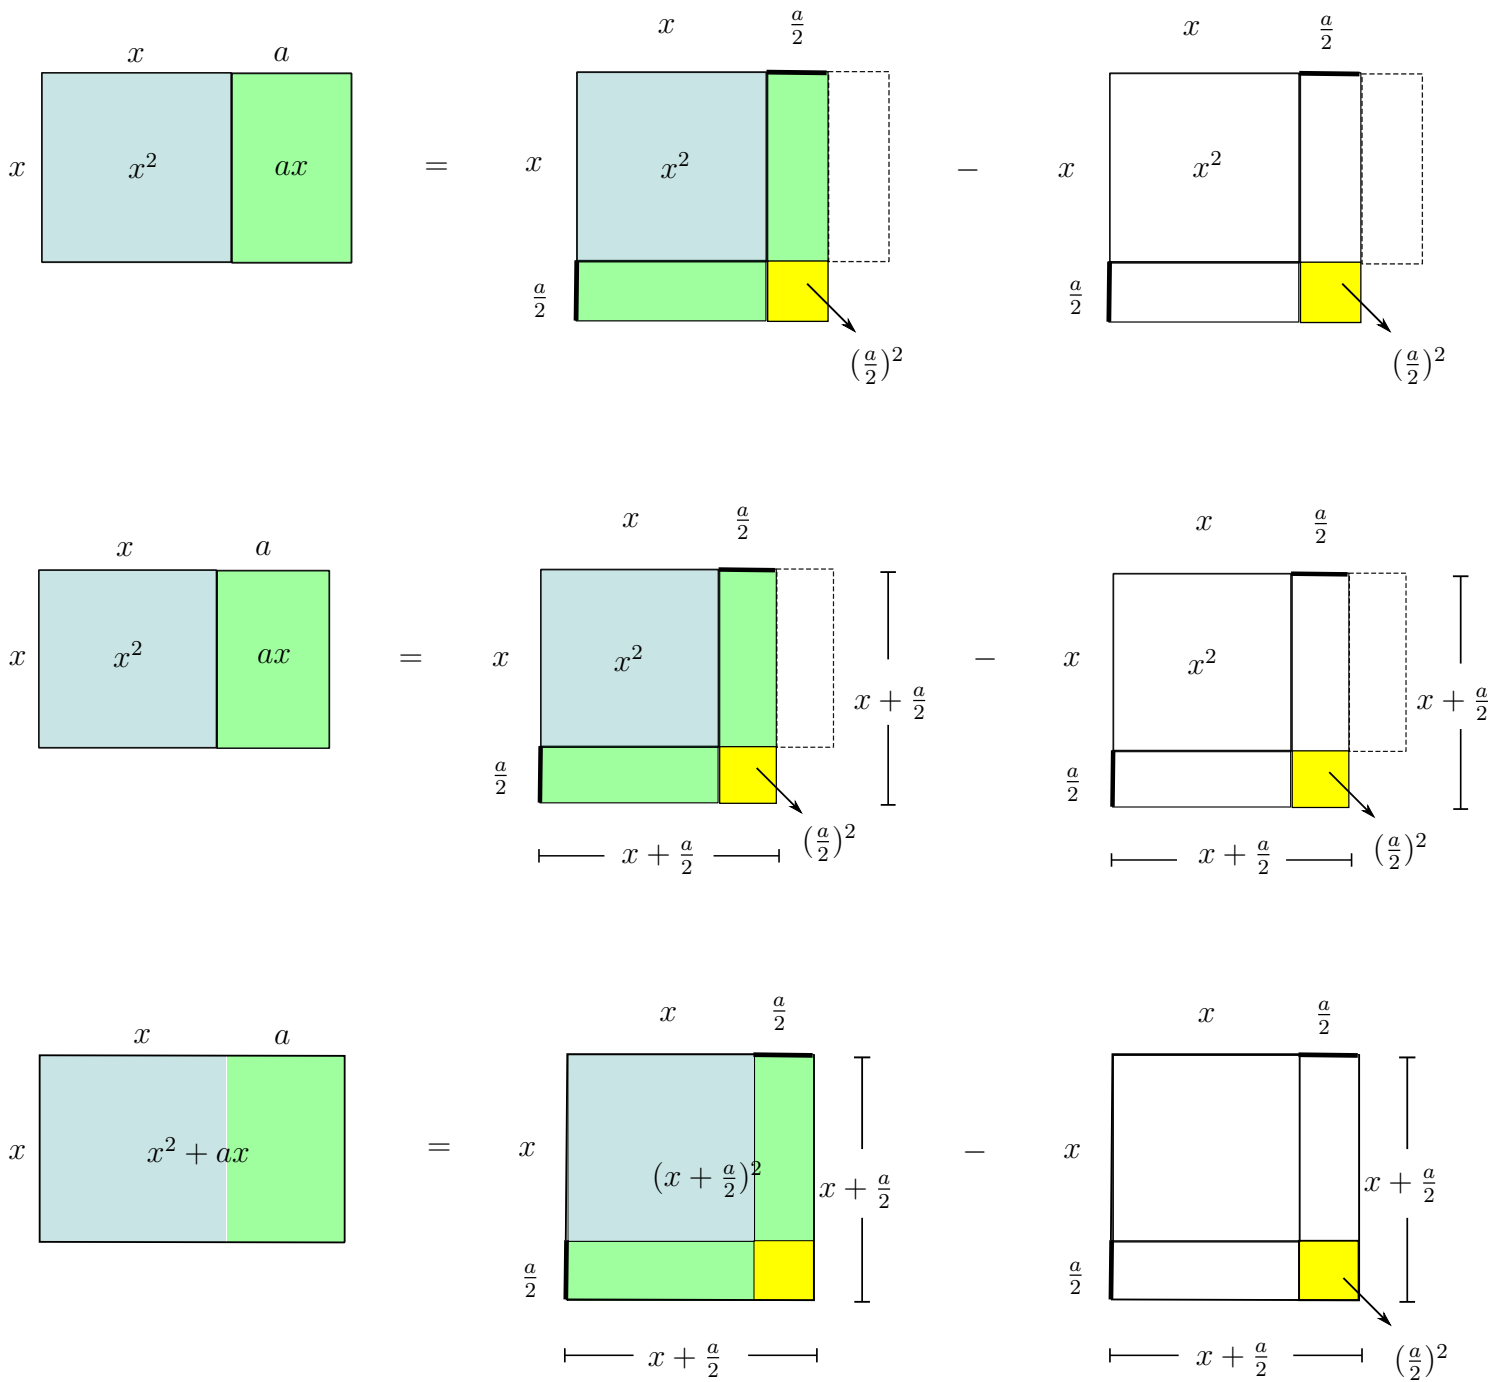 x a x a/2 x a/2
x x² ax = x x² − x x²
a/2 a/2
(a/2)² (a/2)²
x a x a/2 x a/2
x x² ax = x x² − x x²
x + a/2 x + a/2
a/2 a/2
x + a/2 (a/2)² x + a/2 (a/2)²
x a x a/2 x a/2
x x² + ax = x (x + a/2)² x + a/2 − x x + a/2
a/2 a/2
x + a/2 x + a/2 (a/2)²